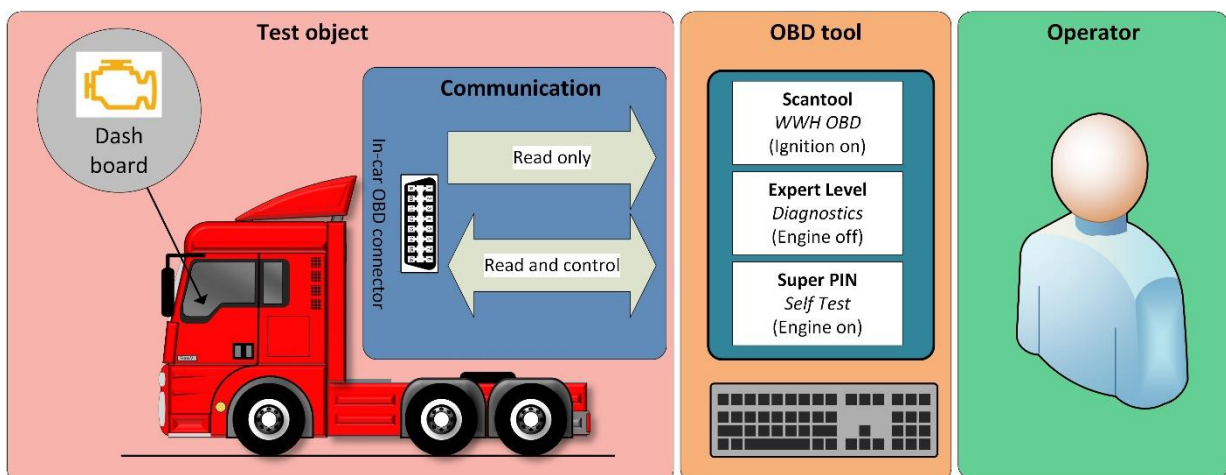 Test object
OBD tool
Operator
Dash
board
Communication
In-car OBD connector
Read only
Read and control
Scantool
WWH OBD
(Ignition on)
Expert Level
Diagnostics
(Engine off)
Super PIN
Self Test
(Engine on)